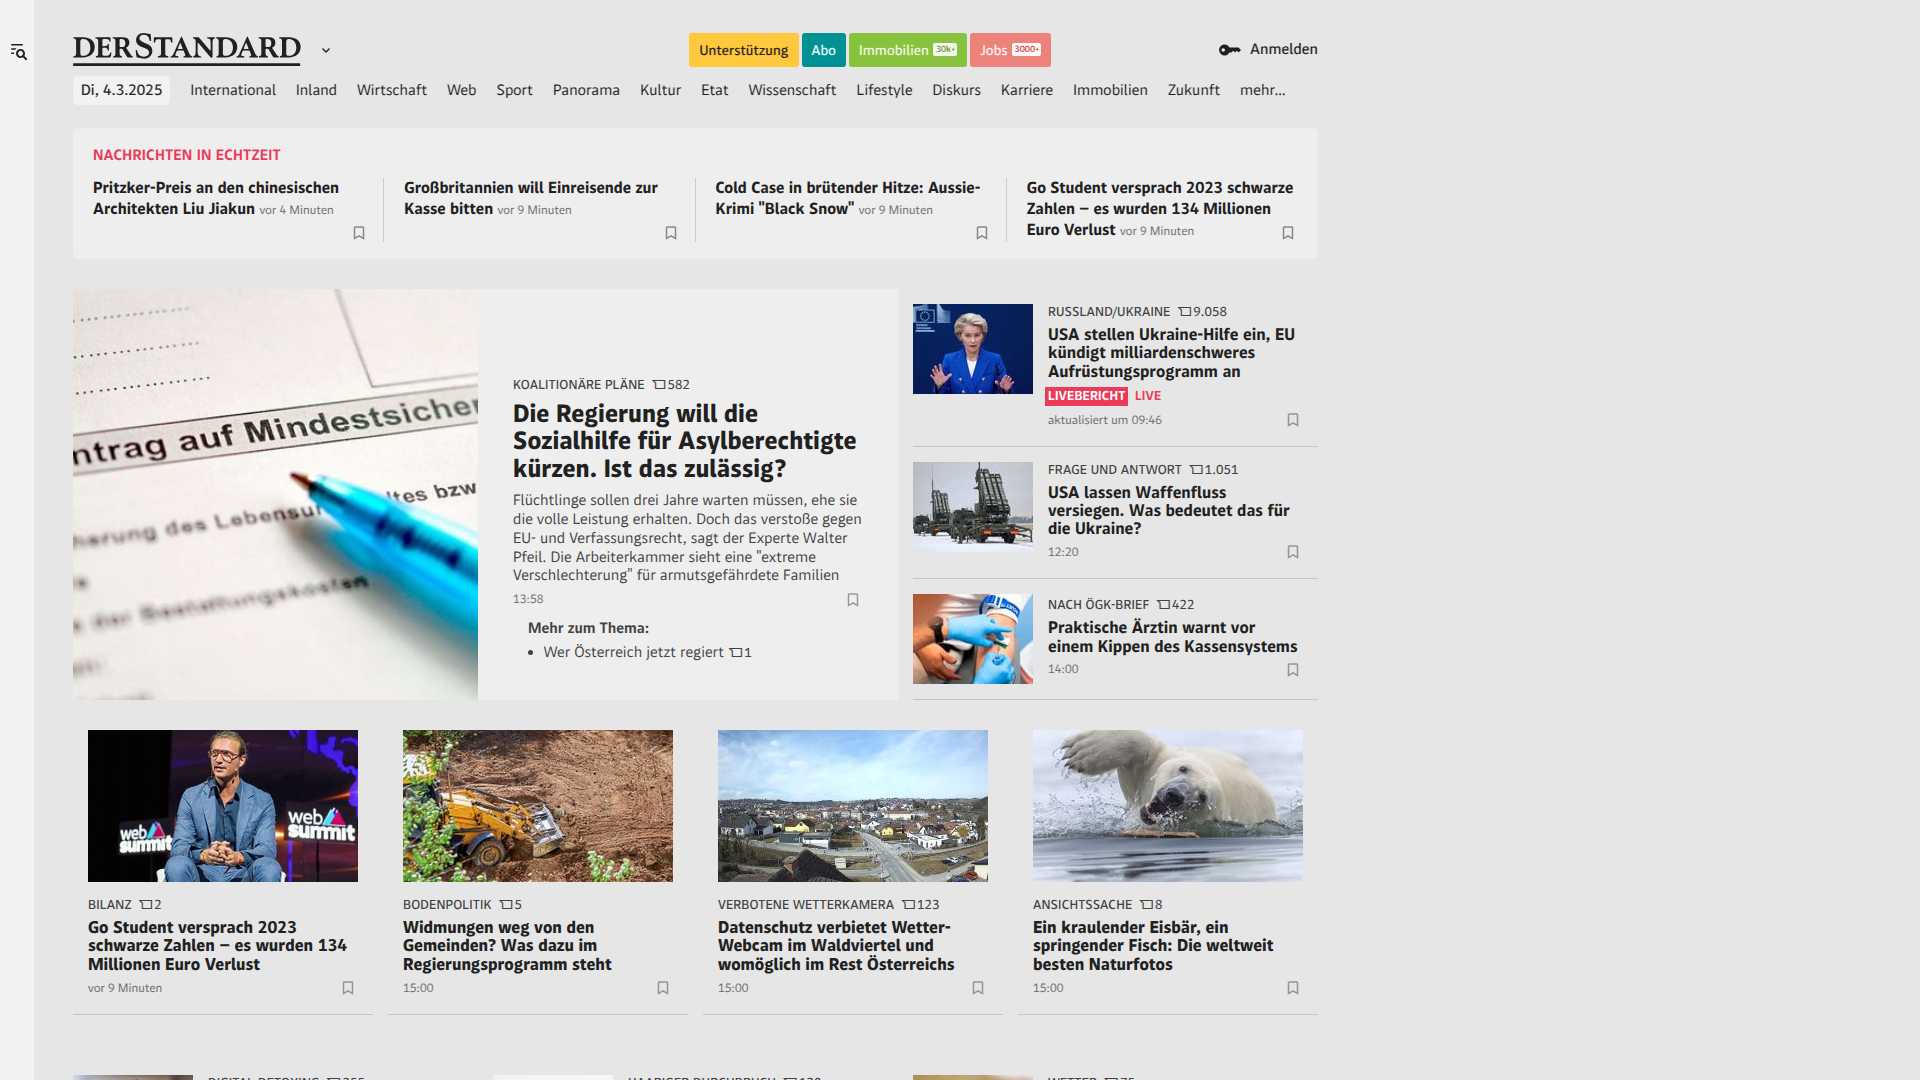 DERSTANDARD
Unterstützung
Abo
Immobilien 30k+
Jobs 3000+
Anmelden
Di, 4.3.2025
International
Inland
Wirtschaft
Web
Sport
Panorama
Kultur
Etat
Wissenschaft
Lifestyle
Diskurs
Karriere
Immobilien
Zukunft
mehr...
NACHRICHTEN IN ECHTZEIT
Pritzker-Preis an den chinesischen
Architekten Liu Jiakun vor 4 Minuten
Großbritannien will Einreisende zur
Kasse bitten vor 9 Minuten
Cold Case in brütender Hitze: Aussie-
Krimi "Black Snow" vor 9 Minuten
Go Student versprach 2023 schwarze
Zahlen – es wurden 134 Millionen
Euro Verlust vor 9 Minuten
ntrag auf Mindestsicher
ltes bzw
herung des Lebensu
der Bestattungskosten
KOALITIONÄRE PLÄNE 582
Die Regierung will die
Sozialhilfe für Asylberechtigte
kürzen. Ist das zulässig?
Flüchtlinge sollen drei Jahre warten müssen, ehe sie
die volle Leistung erhalten. Doch das verstoße gegen
EU- und Verfassungsrecht, sagt der Experte Walter
Pfeil. Die Arbeiterkammer sieht eine "extreme
Verschlechterung" für armutsgefährdete Familien
13:58
Mehr zum Thema:
Wer Österreich jetzt regiert 1
RUSSLAND/UKRAINE 9.058
USA stellen Ukraine-Hilfe ein, EU
kündigt milliardenschweres
Aufrüstungsprogramm an
LIVEBERICHT LIVE
aktualisiert um 09:46
FRAGE UND ANTWORT 1.051
USA lassen Waffenfluss
versiegen. Was bedeutet das für
die Ukraine?
12:20
NACH ÖGK-BRIEF 422
Praktische Ärztin warnt vor
einem Kippen des Kassensystems
14:00
web summit
web summit
BILANZ 2
Go Student versprach 2023
schwarze Zahlen – es wurden 134
Millionen Euro Verlust
vor 9 Minuten
BODENPOLITIK 5
Widmungen weg von den
Gemeinden? Was dazu im
Regierungsprogramm steht
15:00
VERBOTENE WETTERKAMERA 123
Datenschutz verbietet Wetter-
Webcam im Waldviertel und
womöglich im Rest Österreichs
15:00
ANSICHTSSACHE 8
Ein kraulender Eisbär, ein
springender Fisch: Die weltweit
besten Naturfotos
15:00